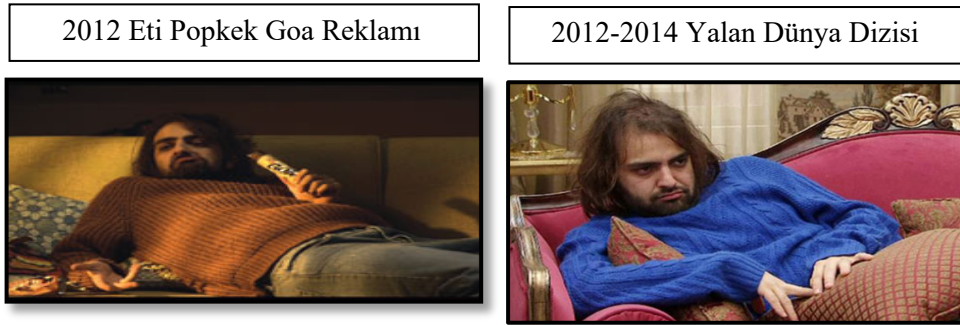 2012 Eti Popkek Goa Reklamı
2012-2014 Yalan Dünya Dizisi